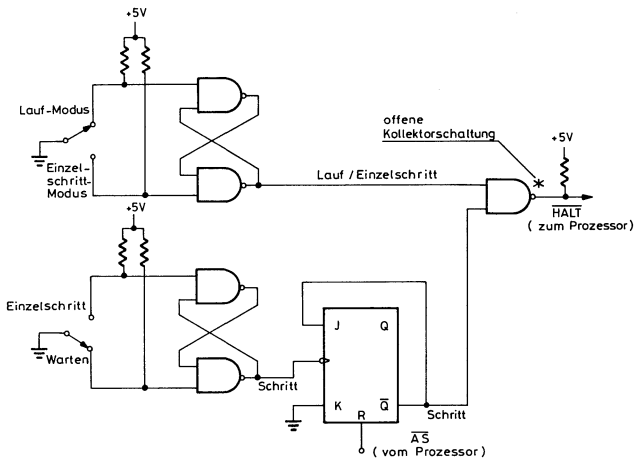 +5V
Lauf-Modus
Einzel-
schritt-
Modus
Lauf/Einzelschritt
offene
Kollektorschaltung
*
+5V
HALT
( zum Prozessor)
+5V
Einzelschritt
Warten
Schritt
J
Q
K
Q
R
Schritt
AS
( vom Prozessor)